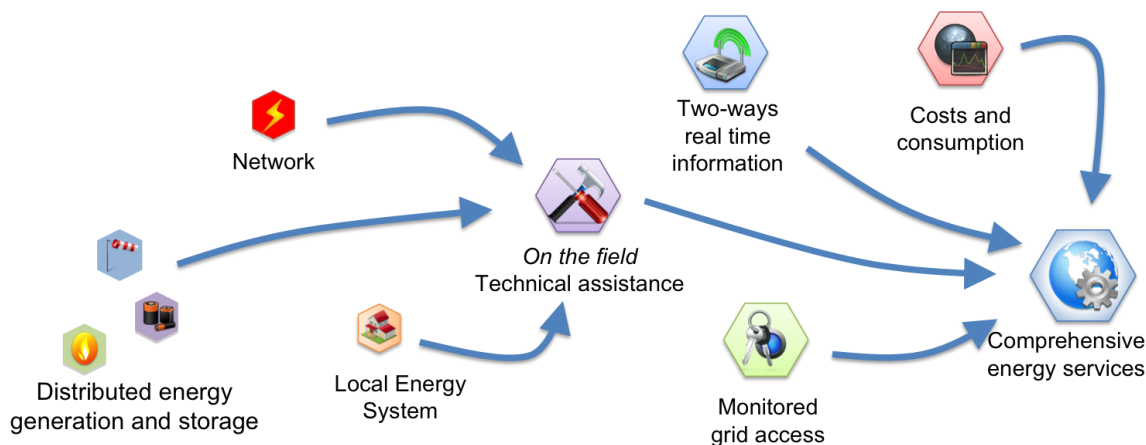 Network
Two-ways
real time
information
Costs and
consumption
On the field
Technical assistance
Distributed energy
generation and storage
Local Energy
System
Monitored
grid access
Comprehensive
energy services